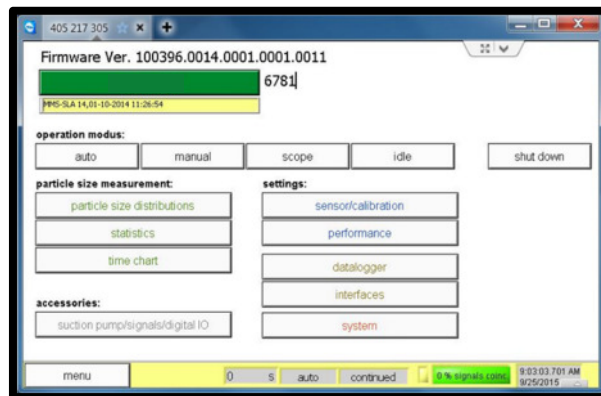 405 217 305
Firmware Ver. 100396.0014.0001.0001.0011
6781
MMS-SLA 14,01-10-2014 11:26:54
operation modus:
auto manual scope idle shut down
particle size measurement: settings:
particle size distributions sensor/calibration
statistics performance
time chart datalogger
interfaces
accessories:
suction pump/signals/digital IO system
menu 0 s auto continued 0 % signals coinc. 9:03:03.701 AM
9/25/2015